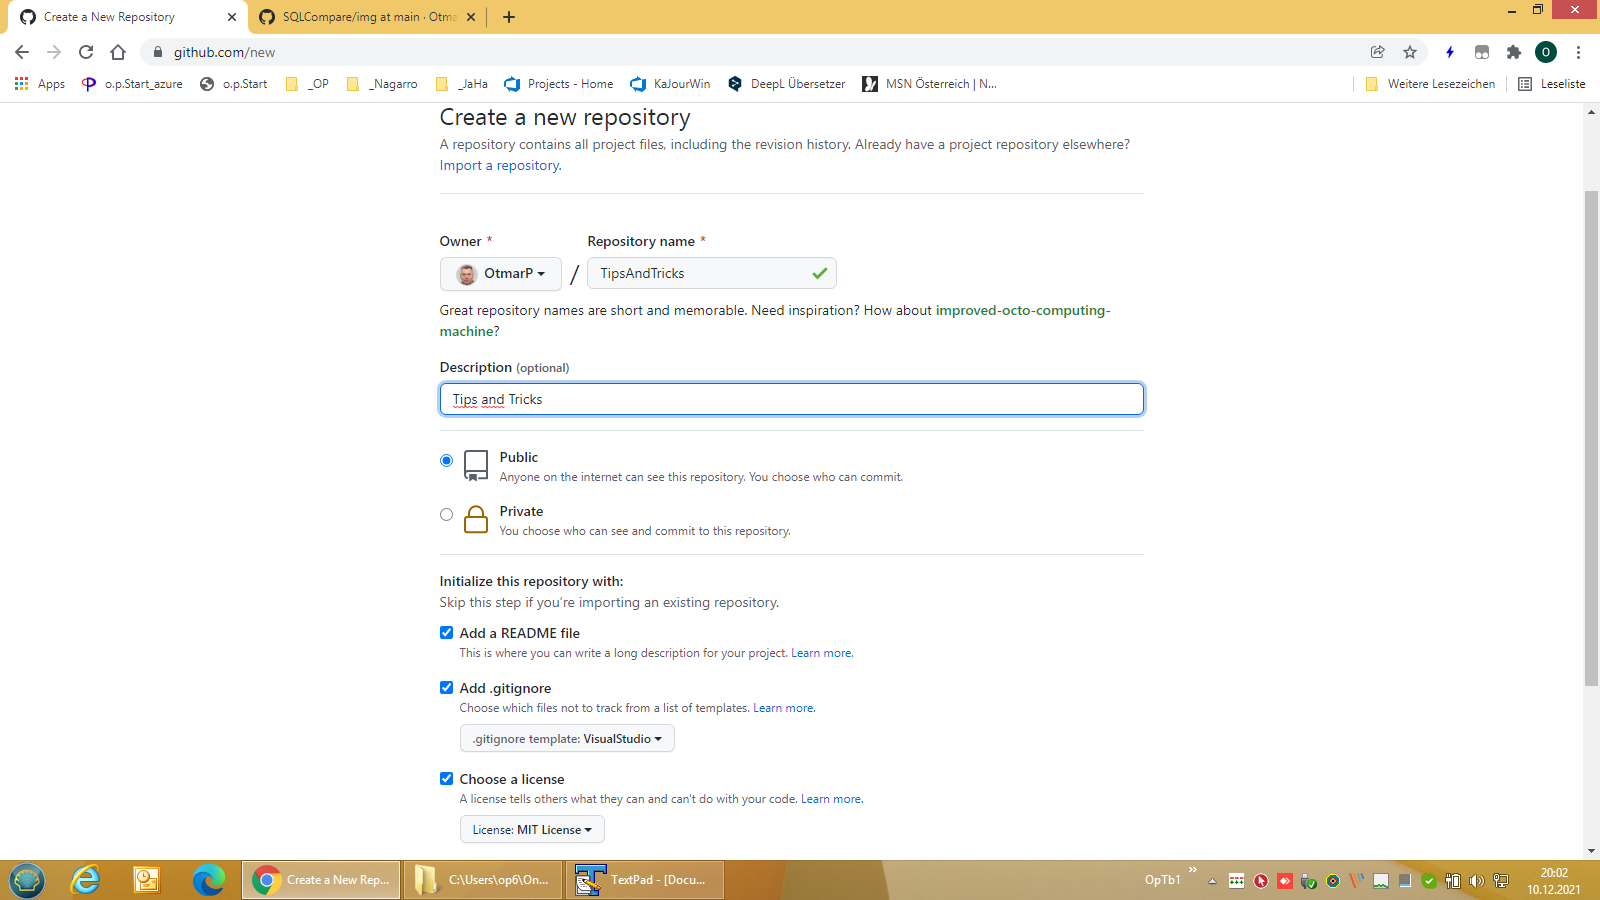 Create a New Repository
SQLCompare/img at main · Otma
github.com/new
Apps
o.p.Start_azure
o.p.Start
_OP
_Nagarro
_JaHa
Projects - Home
KaJourWin
DeepL Übersetzer
MSN Österreich | N...
Weitere Lesezeichen
Leseliste
Create a new repository
A repository contains all project files, including the revision history. Already have a project repository elsewhere?
Import a repository.
Owner *
Repository name *
OtmarP
/
TipsAndTricks
Great repository names are short and memorable. Need inspiration? How about improved-octo-computing-
machine?
Description (optional)
Tips and Tricks
Public
Anyone on the internet can see this repository. You choose who can commit.
Private
You choose who can see and commit to this repository.
Initialize this repository with:
Skip this step if you’re importing an existing repository.
Add a README file
This is where you can write a long description for your project. Learn more.
Add .gitignore
Choose which files not to track from a list of templates. Learn more.
.gitignore template: VisualStudio
Choose a license
A license tells others what they can and can't do with your code. Learn more.
License: MIT License
Create a New Rep...
C:\Users\op6\On...
TextPad - [Docu...
OpTb1
20:02
10.12.2021